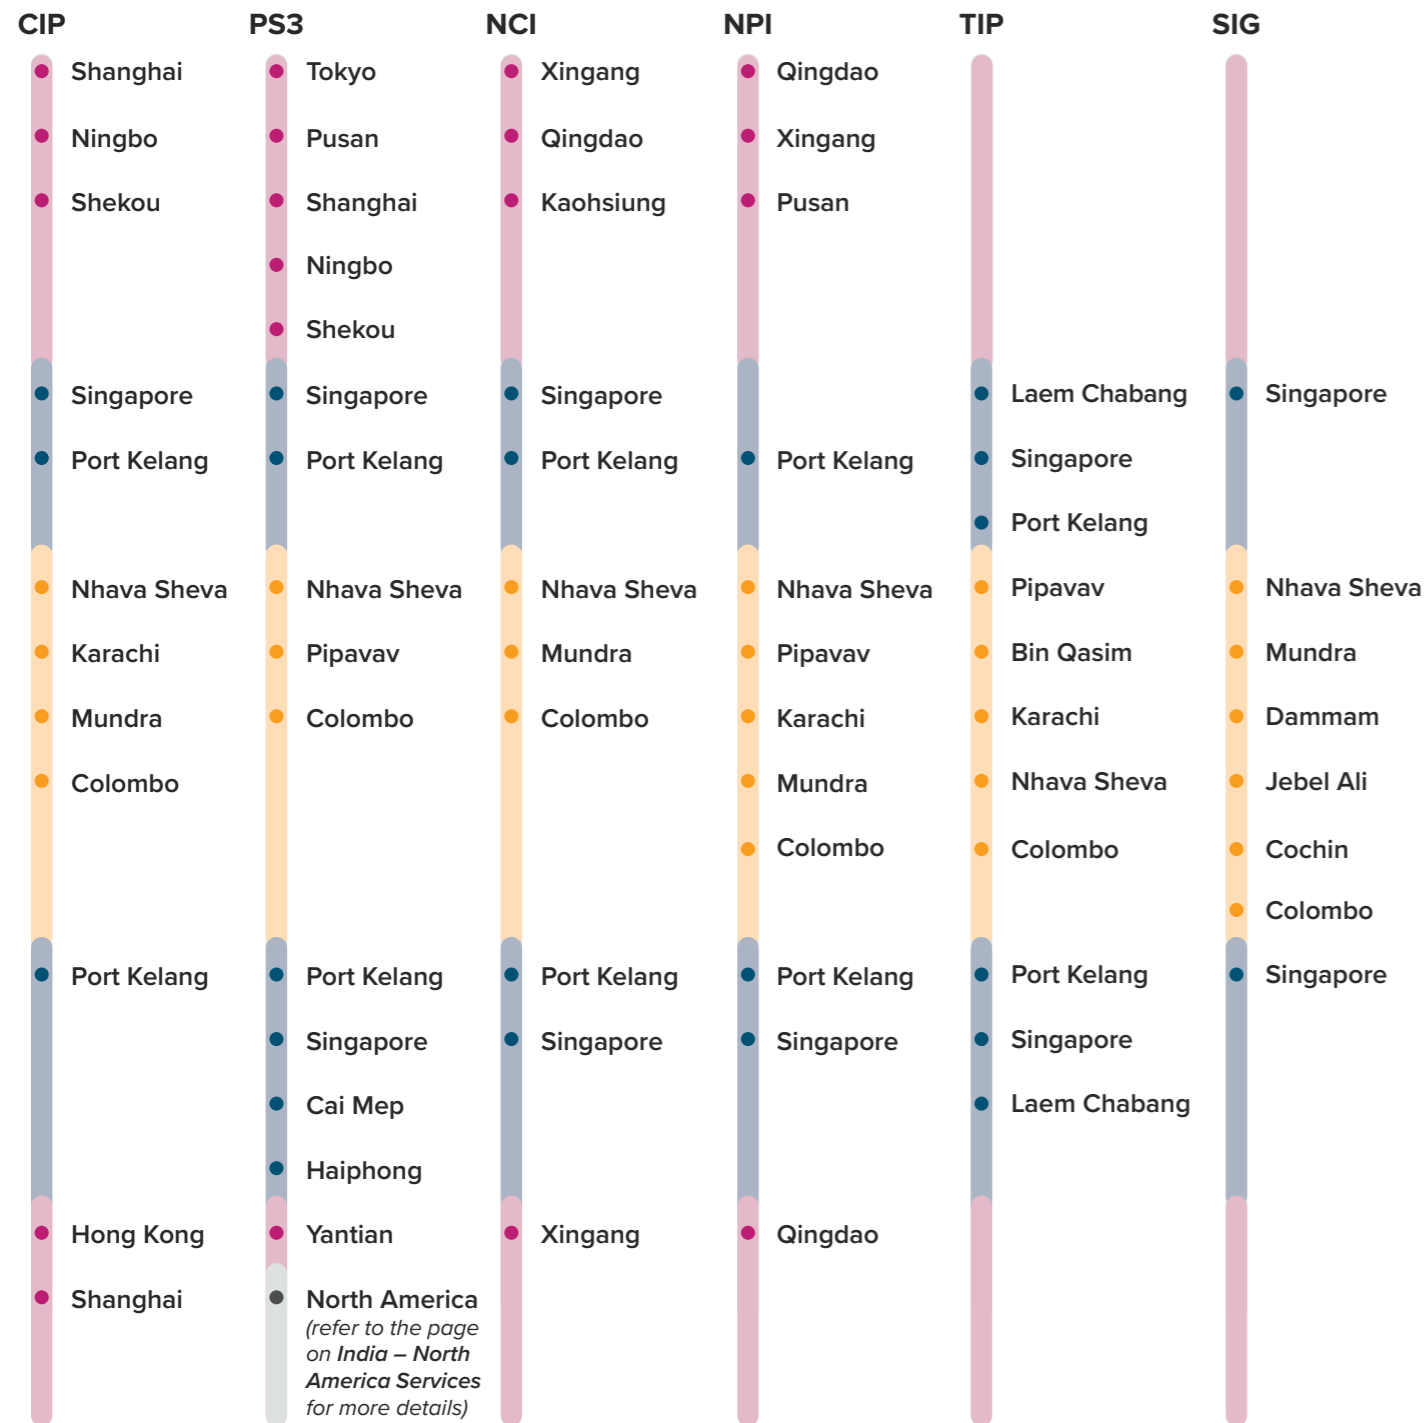 CIP
Shanghai
Ningbo
Shekou
Singapore
Port Kelang
Nhava Sheva
Karachi
Mundra
Colombo
Port Kelang
Hong Kong
Shanghai
PS3
Tokyo
Pusan
Shanghai
Ningbo
Shekou
Singapore
Port Kelang
Nhava Sheva
Pipavav
Colombo
Port Kelang
Singapore
Cai Mep
Haiphong
Yantian
North America
(refer to the page
on India – North
America Services
for more details)
NCI
Xingang
Qingdao
Kaohsiung
Singapore
Port Kelang
Nhava Sheva
Mundra
Colombo
Port Kelang
Singapore
Xingang
NPI
Qingdao
Xingang
Pusan
Port Kelang
Nhava Sheva
Pipavav
Karachi
Mundra
Colombo
Port Kelang
Singapore
Qingdao
TIP
Laem Chabang
Singapore
Port Kelang
Pipavav
Bin Qasim
Karachi
Nhava Sheva
Colombo
Port Kelang
Singapore
Laem Chabang
SIG
Singapore
Nhava Sheva
Mundra
Dammam
Jebel Ali
Cochin
Colombo
Singapore